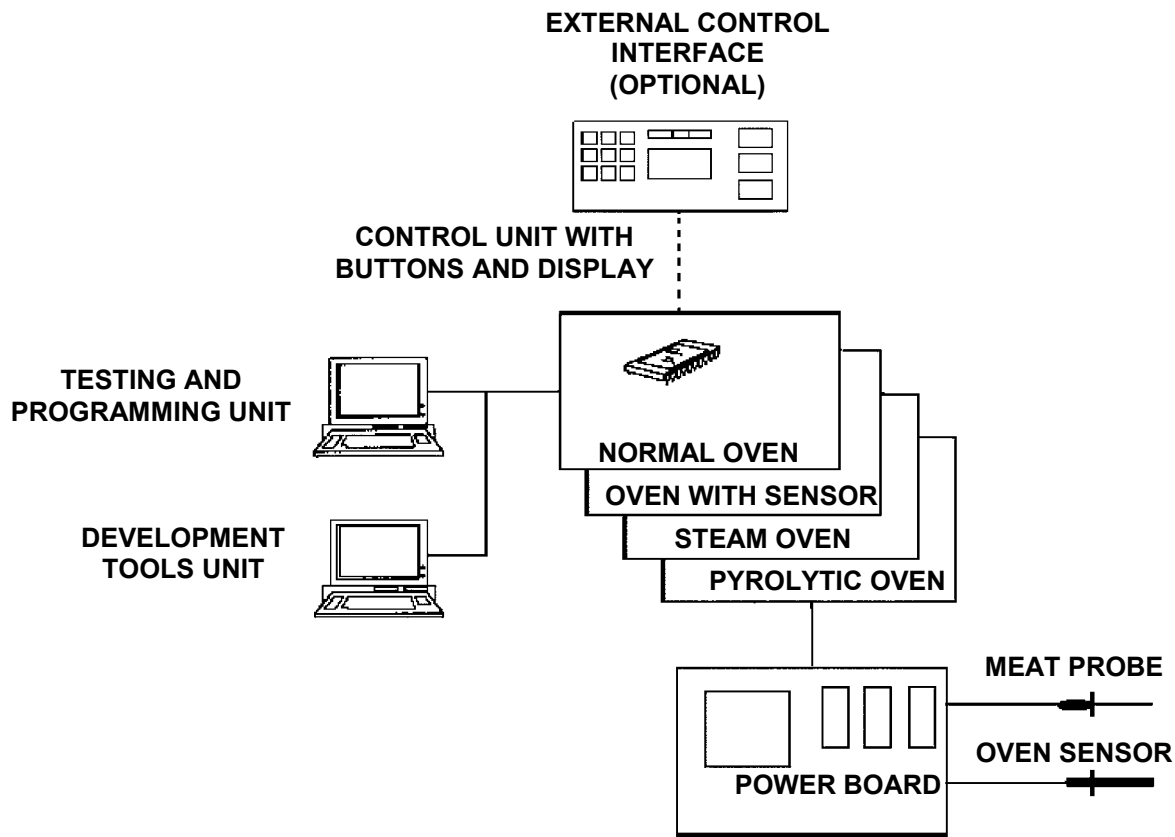 EXTERNAL CONTROL
INTERFACE
(OPTIONAL)
CONTROL UNIT WITH
BUTTONS AND DISPLAY
TESTING AND
PROGRAMMING UNIT
NORMAL OVEN
OVEN WITH SENSOR
DEVELOPMENT
TOOLS UNIT
STEAM OVEN
PYROLYTIC OVEN
MEAT PROBE
OVEN SENSOR
POWER BOARD